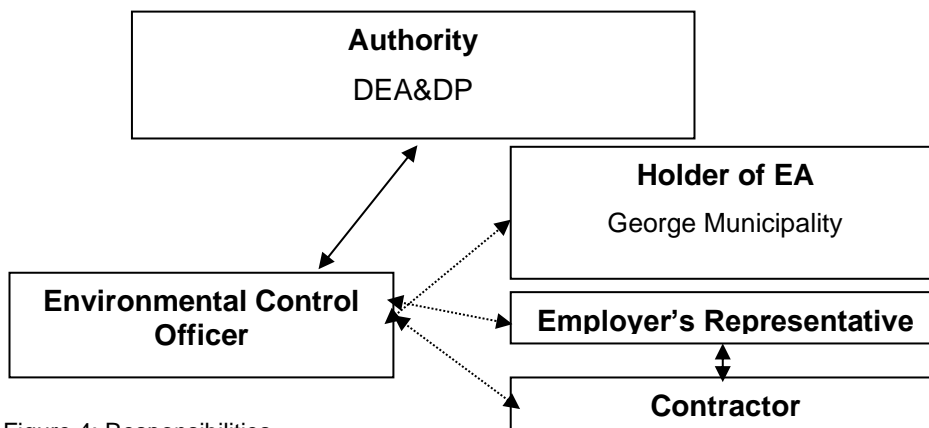 Authority
DEA&DP
Holder of EA
George Municipality
Environmental Control
Officer
Employer's Representative
Contractor
Figure 4: Responsibilities